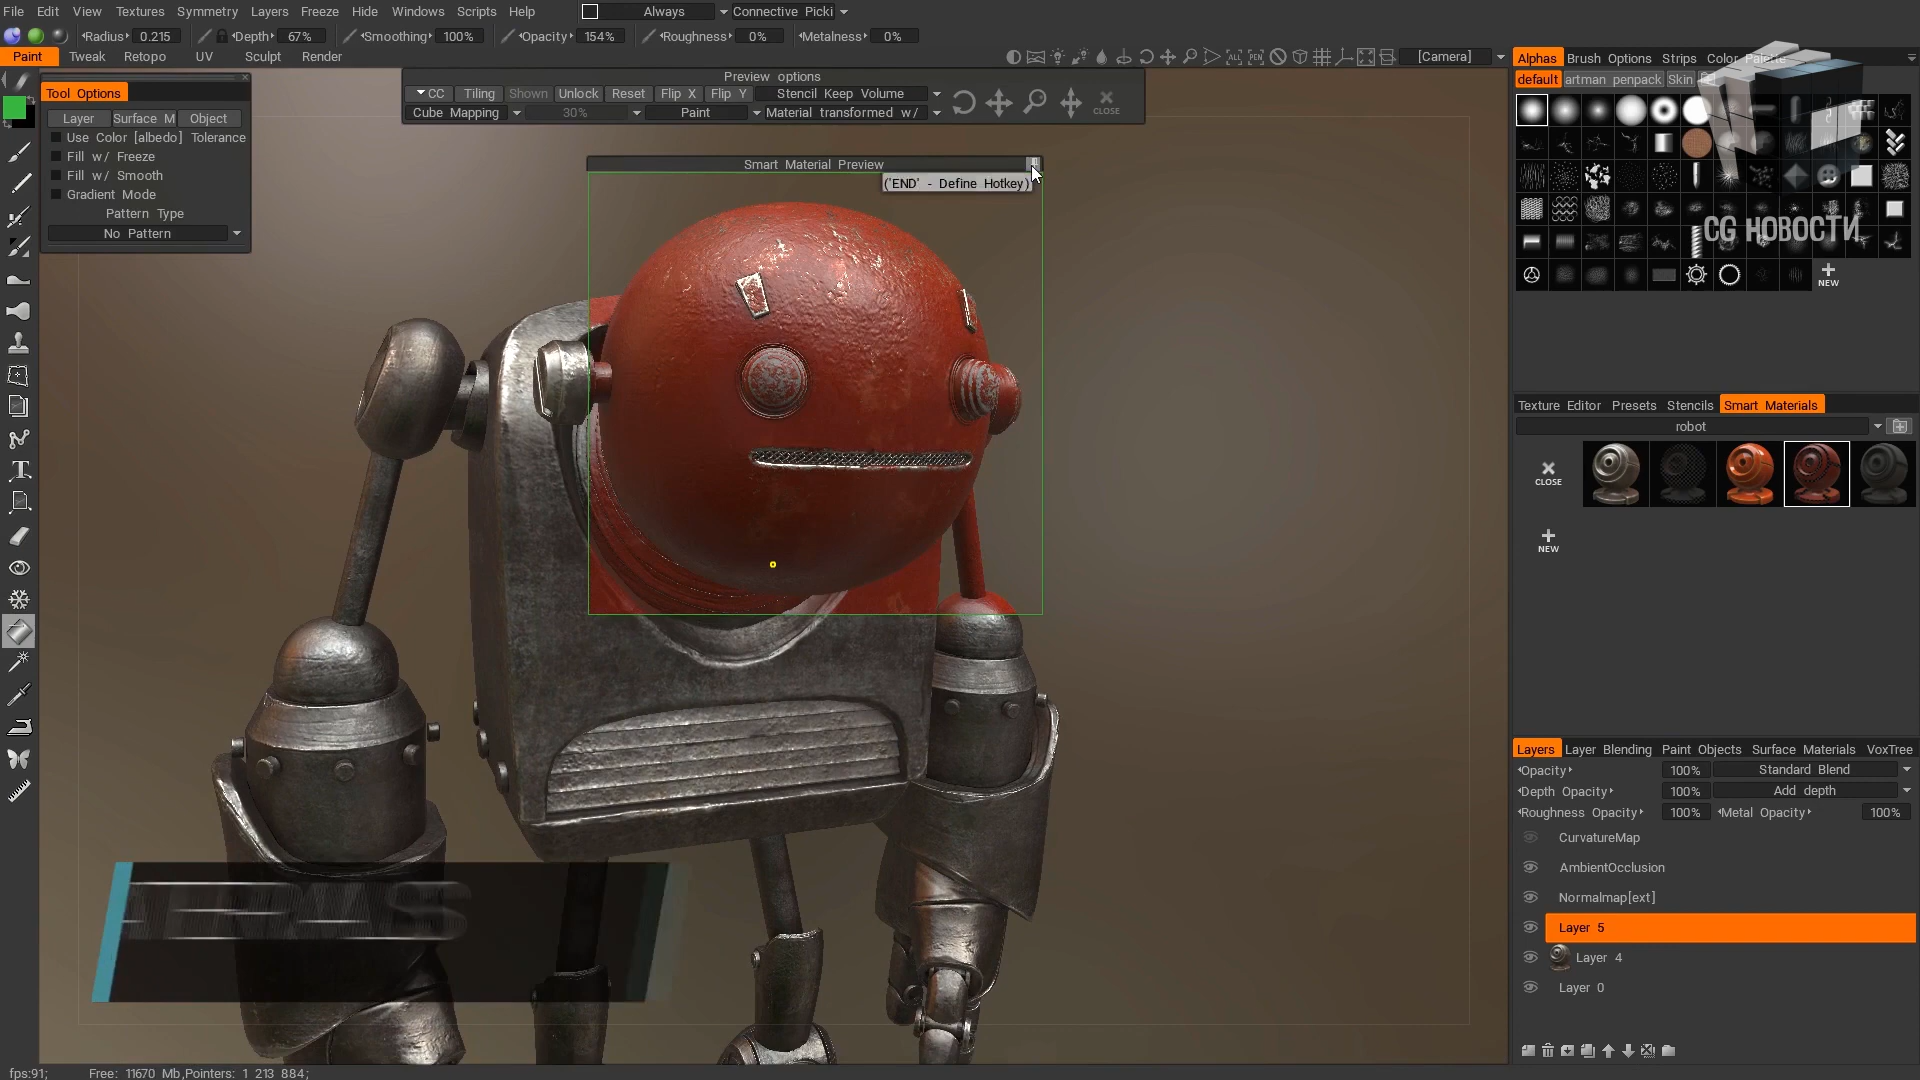 File Edit View Textures Symmetry Layers Freeze Hide Windows Scripts Help Always Connective Picki
Radius 0.215 Depth 67% Smoothing 100% Opacity 154% Roughness 0% Metalness 0%
Paint Tweak Retopo UV Sculpt Render [Camera]
Tool Options
Layer Surface M Object
Use Color [albedo] Tolerance
Fill w/ Freeze
Fill w/ Smooth
Gradient Mode
Pattern Type
No Pattern
Preview options
CC Tiling Shown Unlock Reset Flip X Flip Y Stencil Keep Volume
Cube Mapping 30% Paint Material transformed w/
CLOSE
Smart Material Preview
('END' - Define Hotkey)
Alphas Brush Options Strips Color Palette
default artman penpack Skin
CG НОВОСТИ
NEW
Texture Editor Presets Stencils Smart Materials
robot
CLOSE
NEW
Layers Layer Blending Paint Objects Surface Materials VoxTree
Opacity 100% Standard Blend
Depth Opacity 100% Add depth
Roughness Opacity 100% Metal Opacity 100%
CurvatureMap
AmbientOcclusion
Normalmap[ext]
Layer 5
Layer 4
Layer 0
fps:91; Free: 11670 Mb,Pointers: 1 213 884;